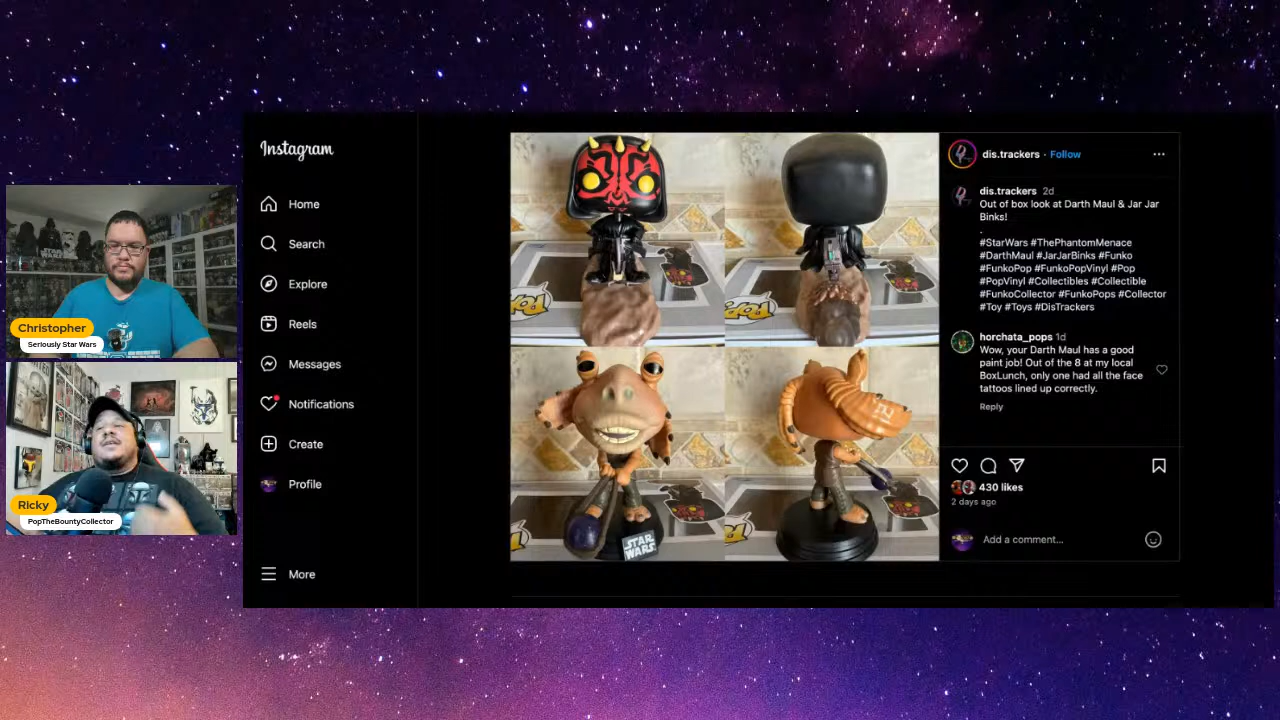 Instagram
Home
Search
Explore
Reels
Messages
Notifications
Create
Profile
More
Christopher
Seriously Star Wars
Ricky
PopTheBountyCollector
STAR
WARS
POP
STAR
WARS
dis.trackers · Follow
dis.trackers 2d
Out of box look at Darth Maul & Jar Jar
Binks!
.
#StarWars #ThePhantomMenace
#DarthMaul #JarJarBinks #Funko
#FunkoPop #FunkoPopVinyl #Pop
#PopVinyl #Collectibles #Collectible
#FunkoCollector #FunkoPops #Collector
#Toy #Toys #DisTrackers
horchata_pops 1d
Wow, your Darth Maul has a good
paint job! Out of the 8 at my local
BoxLunch, only one had all the face
tattoos lined up correctly.
Reply
430 likes
2 days ago
Add a comment...